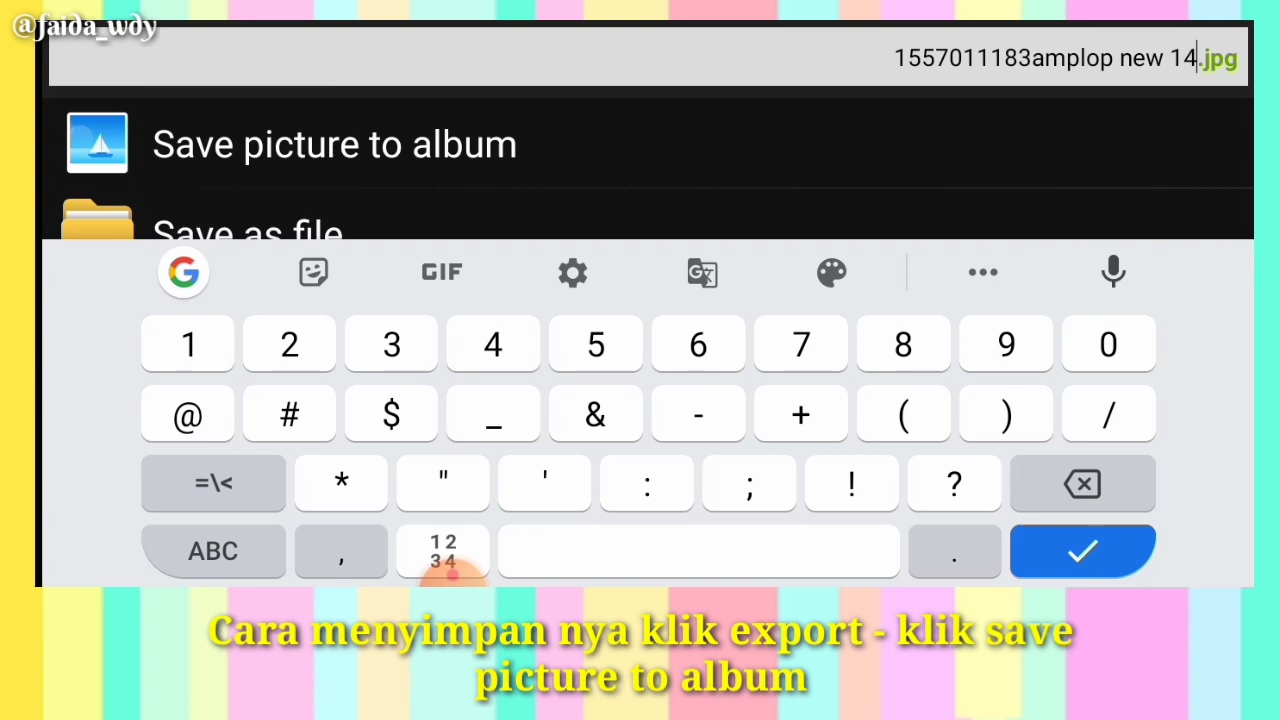 @faida_wdy
1557011183amplop new 14.jpg
Save picture to album
Save as file
G GIF G
1 2 3 4 5 6 7 8 9 0
@ # $ _ & - + ( ) /
=\< * " ' : ; ! ?
ABC , 12 34 .
Cara menyimpan nya klik export - klik save
picture to album